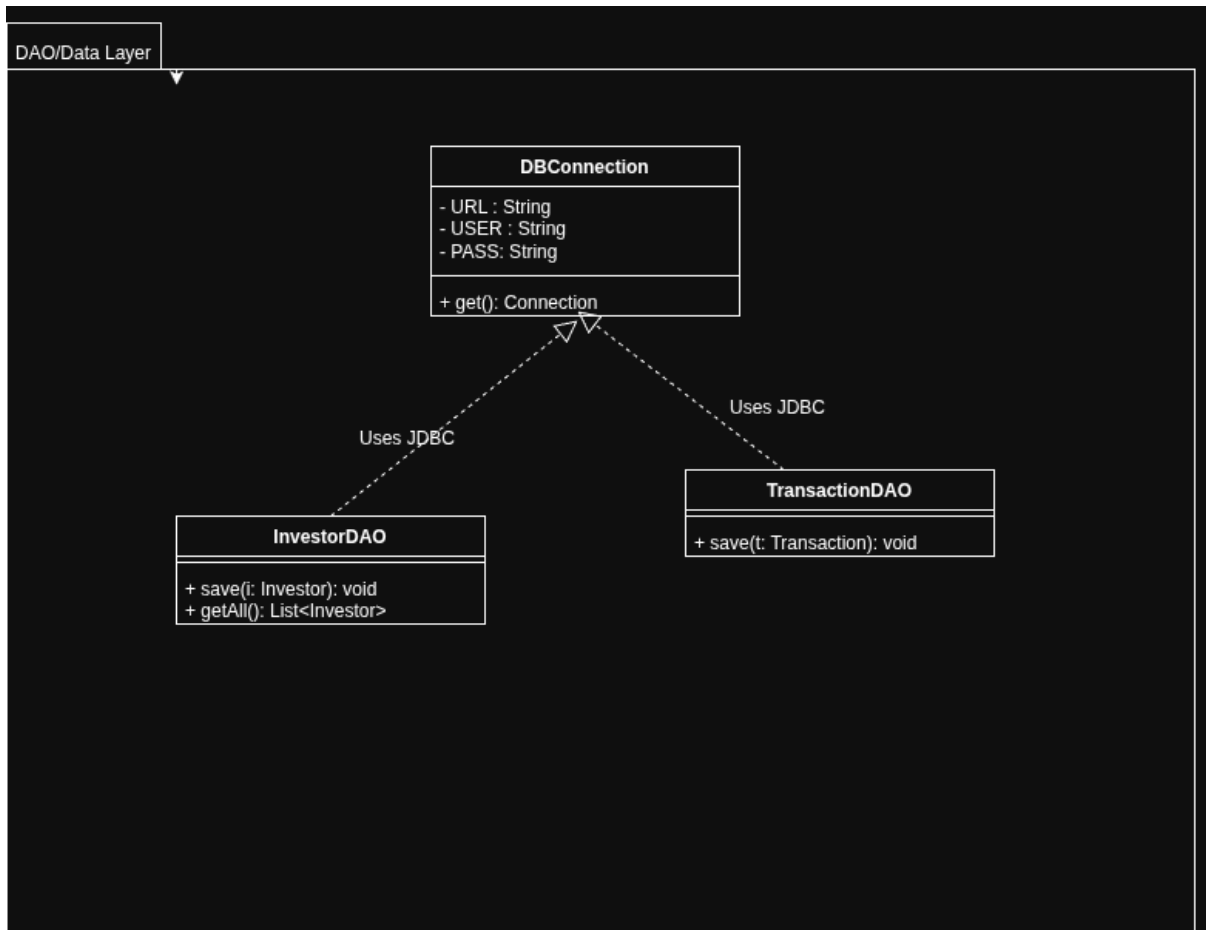 DAO/Data Layer
DBConnection
- URL : String
- USER : String
- PASS: String
+ get(): Connection
Uses JDBC
Uses JDBC
TransactionDAO
+ save(t: Transaction): void
InvestorDAO
+ save(i: Investor): void
+ getAll(): List<Investor>